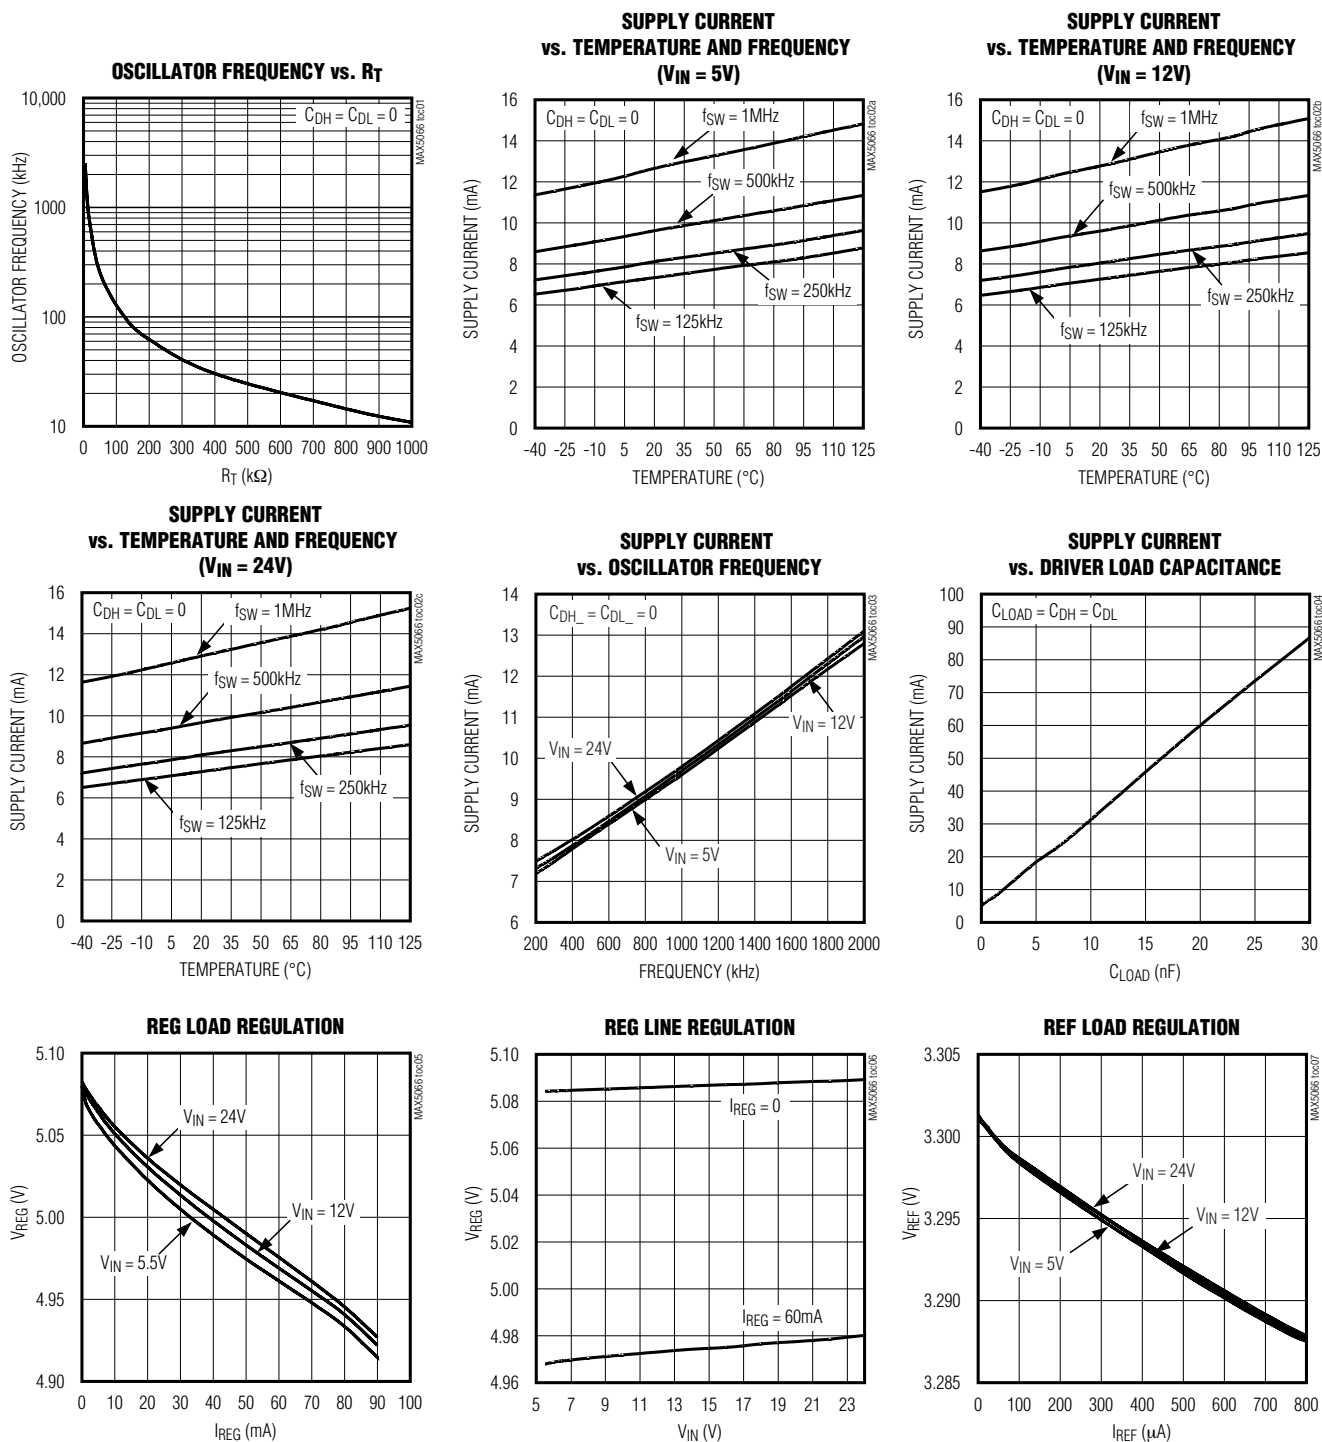 OSCILLATOR FREQUENCY vs. RT
CDH = CDL = 0
MAX5066 toc01
OSCILLATOR FREQUENCY (kHz)
10,000
1000
100
10
0 100 200 300 400 500 600 700 800 900 1000
RT (kΩ)
SUPPLY CURRENT
vs. TEMPERATURE AND FREQUENCY
(VIN = 5V)
CDH = CDL = 0
MAX5066 toc02a
fSW = 1MHz
fSW = 500kHz
fSW = 250kHz
fSW = 125kHz
SUPPLY CURRENT (mA)
16
14
12
10
8
6
4
2
0
-40 -25 -10 5 20 35 50 65 80 95 110 125
TEMPERATURE (°C)
SUPPLY CURRENT
vs. TEMPERATURE AND FREQUENCY
(VIN = 12V)
CDH = CDL = 0
MAX5066 toc02b
fSW = 1MHz
fSW = 500kHz
fSW = 250kHz
fSW = 125kHz
SUPPLY CURRENT (mA)
16
14
12
10
8
6
4
2
0
-40 -25 -10 5 20 35 50 65 80 95 110 125
TEMPERATURE (°C)
SUPPLY CURRENT
vs. TEMPERATURE AND FREQUENCY
(VIN = 24V)
CDH = CDL = 0
MAX5066 toc02c
fSW = 1MHz
fSW = 500kHz
fSW = 250kHz
fSW = 125kHz
SUPPLY CURRENT (mA)
16
14
12
10
8
6
4
2
0
-40 -25 -10 5 20 35 50 65 80 95 110 125
TEMPERATURE (°C)
SUPPLY CURRENT
vs. OSCILLATOR FREQUENCY
CDH_ = CDL_ = 0
MAX5066 toc03
VIN = 12V
VIN = 24V
VIN = 5V
SUPPLY CURRENT (mA)
14
13
12
11
10
9
8
7
6
200 400 600 800 1000 1200 1400 1600 1800 2000
FREQUENCY (kHz)
SUPPLY CURRENT
vs. DRIVER LOAD CAPACITANCE
CLOAD = CDH = CDL
MAX5066 toc04
SUPPLY CURRENT (mA)
100
90
80
70
60
50
40
30
20
10
0
0 5 10 15 20 25 30
CLOAD (nF)
REG LOAD REGULATION
MAX5066 toc05
VIN = 24V
VIN = 12V
VIN = 5.5V
VREG (V)
5.10
5.05
5.00
4.95
4.90
0 10 20 30 40 50 60 70 80 90 100
IREG (mA)
REG LINE REGULATION
MAX5066 toc06
IREG = 0
IREG = 60mA
VREG (V)
5.10
5.08
5.06
5.04
5.02
5.00
4.98
4.96
5 7 9 11 13 15 17 19 21 23
VIN (V)
REF LOAD REGULATION
MAX5066 toc07
VIN = 24V
VIN = 12V
VIN = 5V
VREF (V)
3.305
3.300
3.295
3.290
3.285
0 100 200 300 400 500 600 700 800
IREF (µA)